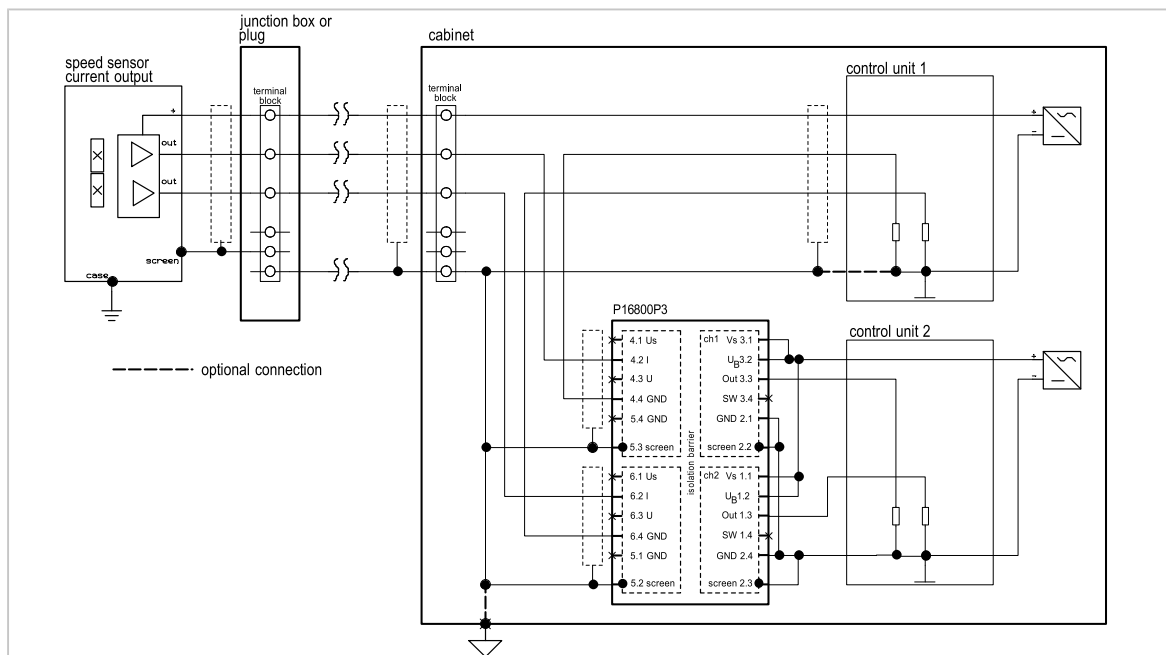 junction box or
plug
cabinet
speed sensor
current output
control unit 1
terminal
block
terminal
block
+
out
out
screen
case
+
-
P16800P3
control unit 2
optional connection
4.1 Us
4.2 I
4.3 U
4.4 GND
5.4 GND
5.3 screen
ch1 Vs 3.1
UB3.2
Out 3.3
SW 3.4
GND 2.1
screen 2.2
isolation barrier
6.1 Us
6.2 I
6.3 U
6.4 GND
5.1 GND
5.2 screen
ch2 Vs 1.1
UB1.2
Out 1.3
SW 1.4
GND 2.4
screen 2.3
+
-